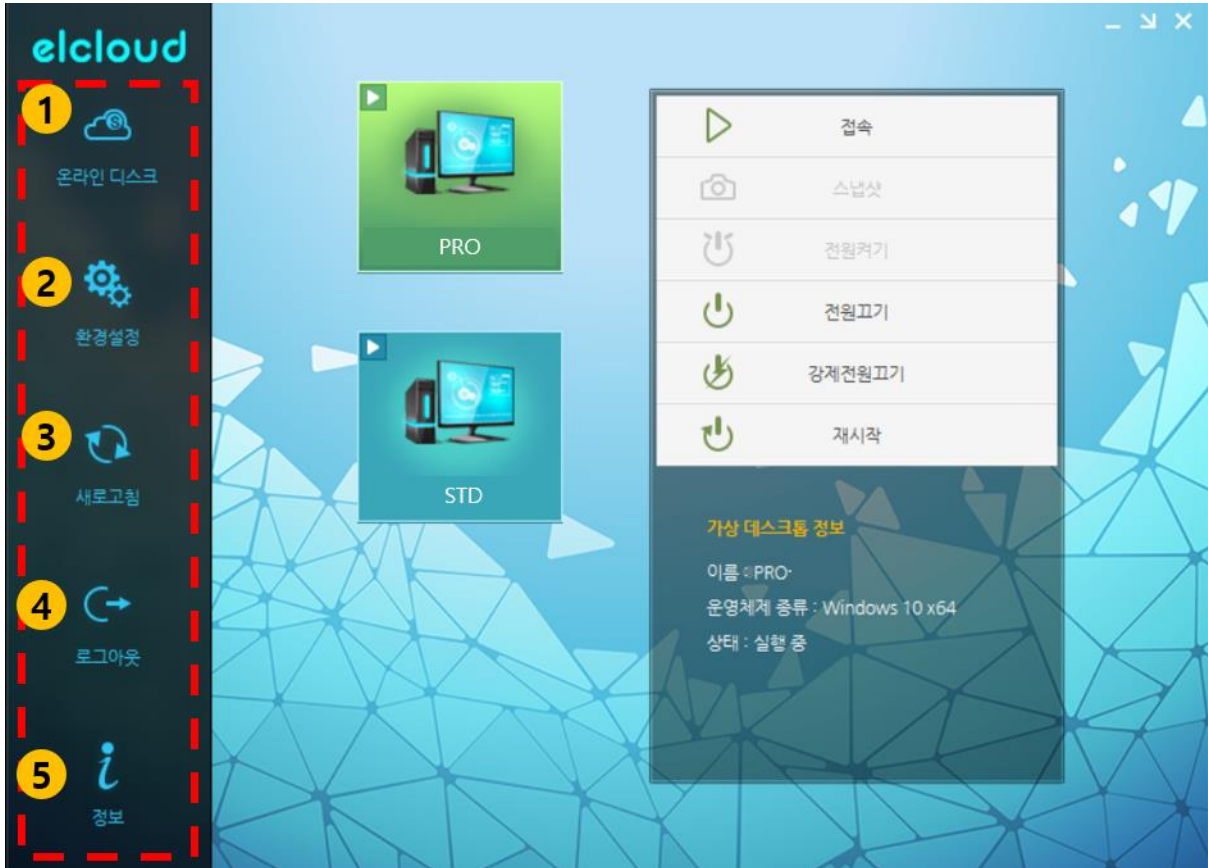 elcloud
1
온라인 디스크
2
환경설정
3
새로고침
4
로그아웃
5
정보
PRO
STD
접속
스냅샷
전원켜기
전원끄기
강제전원끄기
재시작
가상 데스크톱 정보
이름 : PRO
운영체제 종류 : Windows 10 x64
상태 : 실행 중